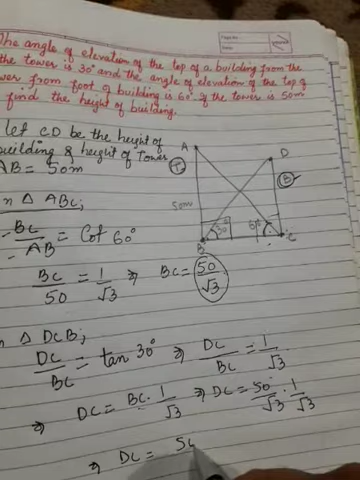 The angle of elevation of the top of a building from the
the tower is 30° and the angle of elevation of the top of
wer from foot of building is 60°. If the tower is 50m
find the height of building.
let CD be the height of
building & height of tower
AB = 50m
A
D
T
B
50m
30°
60°
B
C
n Δ ABC,
BC/AB = Cot 60°
BC/50 = 1/√3 ⇒ BC = 50/√3
Δ DCB;
DC/BC = tan 30° ⇒ DC/BC = 1/√3
⇒ DC = BC · 1/√3 ⇒ DC = 50/√3 · 1/√3
⇒ DC = 5